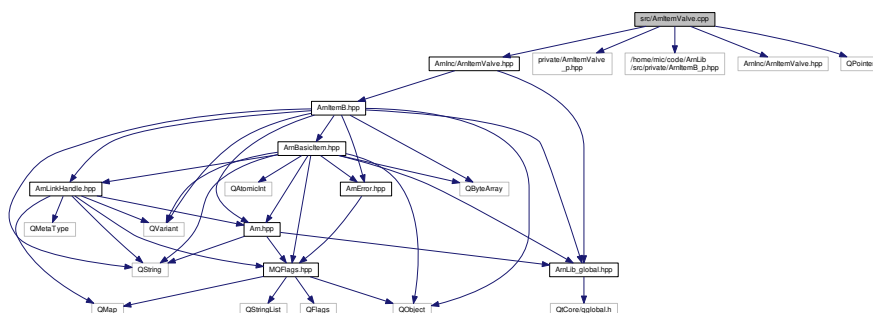 src/ArnItemValve.cpp
ArnInc/ArnItemValve.hpp
private/ArnItemValve
_p.hpp
/home/mic/code/ArnLib
/src/private/ArnItemB_p.hpp
ArnInc/ArnItemValve.hpp
QPointer
ArnItemB.hpp
ArnBasicItem.hpp
ArnLinkHandle.hpp
QAtomicInt
ArnError.hpp
QByteArray
QMetaType
QVariant
Arn.hpp
QString
MQFlags.hpp
ArnLib_global.hpp
QMap
QStringList
QFlags
QObject
QtCore/qglobal.h